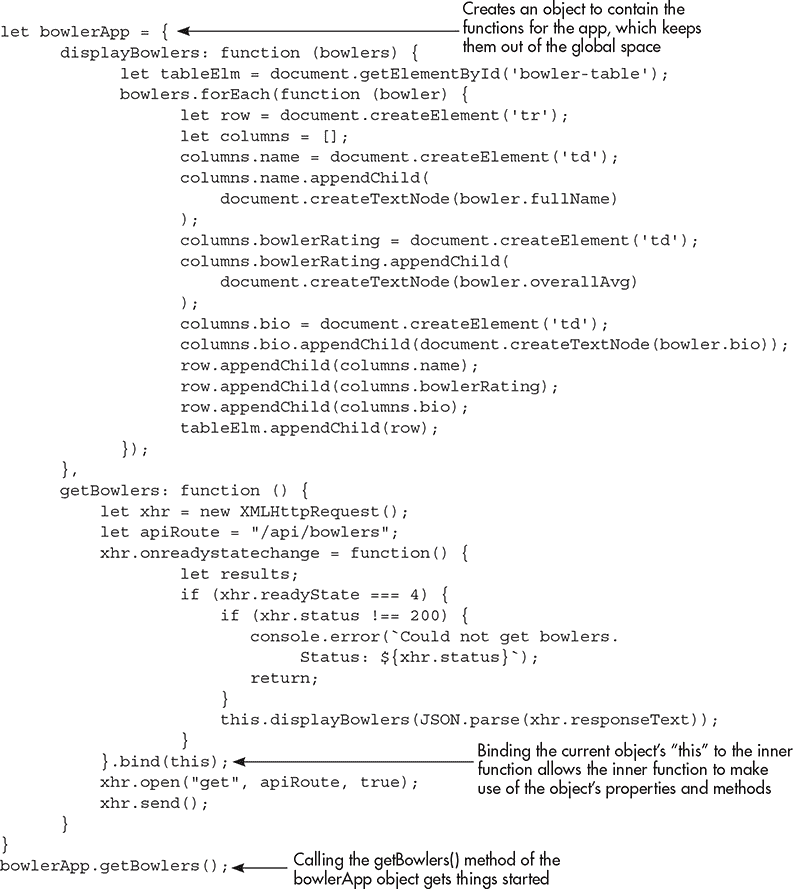 Creates an object to contain the
functions for the app, which keeps
them out of the global space
let bowlerApp = {
displayBowlers: function (bowlers) {
let tableElm = document.getElementById('bowler-table');
bowlers.forEach(function (bowler) {
let row = document.createElement('tr');
let columns = [];
columns.name = document.createElement('td');
columns.name.appendChild(
document.createTextNode(bowler.fullName)
);
columns.bowlerRating = document.createElement('td');
columns.bowlerRating.appendChild(
document.createTextNode(bowler.overallAvg)
);
columns.bio = document.createElement('td');
columns.bio.appendChild(document.createTextNode(bowler.bio));
row.appendChild(columns.name);
row.appendChild(columns.bowlerRating);
row.appendChild(columns.bio);
tableElm.appendChild(row);
});
},
getBowlers: function () {
let xhr = new XMLHttpRequest();
let apiRoute = "/api/bowlers";
xhr.onreadystatechange = function() {
let results;
if (xhr.readyState === 4) {
if (xhr.status !== 200) {
console.error(`Could not get bowlers.
Status: ${xhr.status}`);
return;
}
this.displayBowlers(JSON.parse(xhr.responseText));
}
}.bind(this);
Binding the current object's "this" to the inner
function allows the inner function to make
use of the object's properties and methods
xhr.open("get", apiRoute, true);
xhr.send();
}
}
bowlerApp.getBowlers();
Calling the getBowlers() method of the
bowlerApp object gets things started